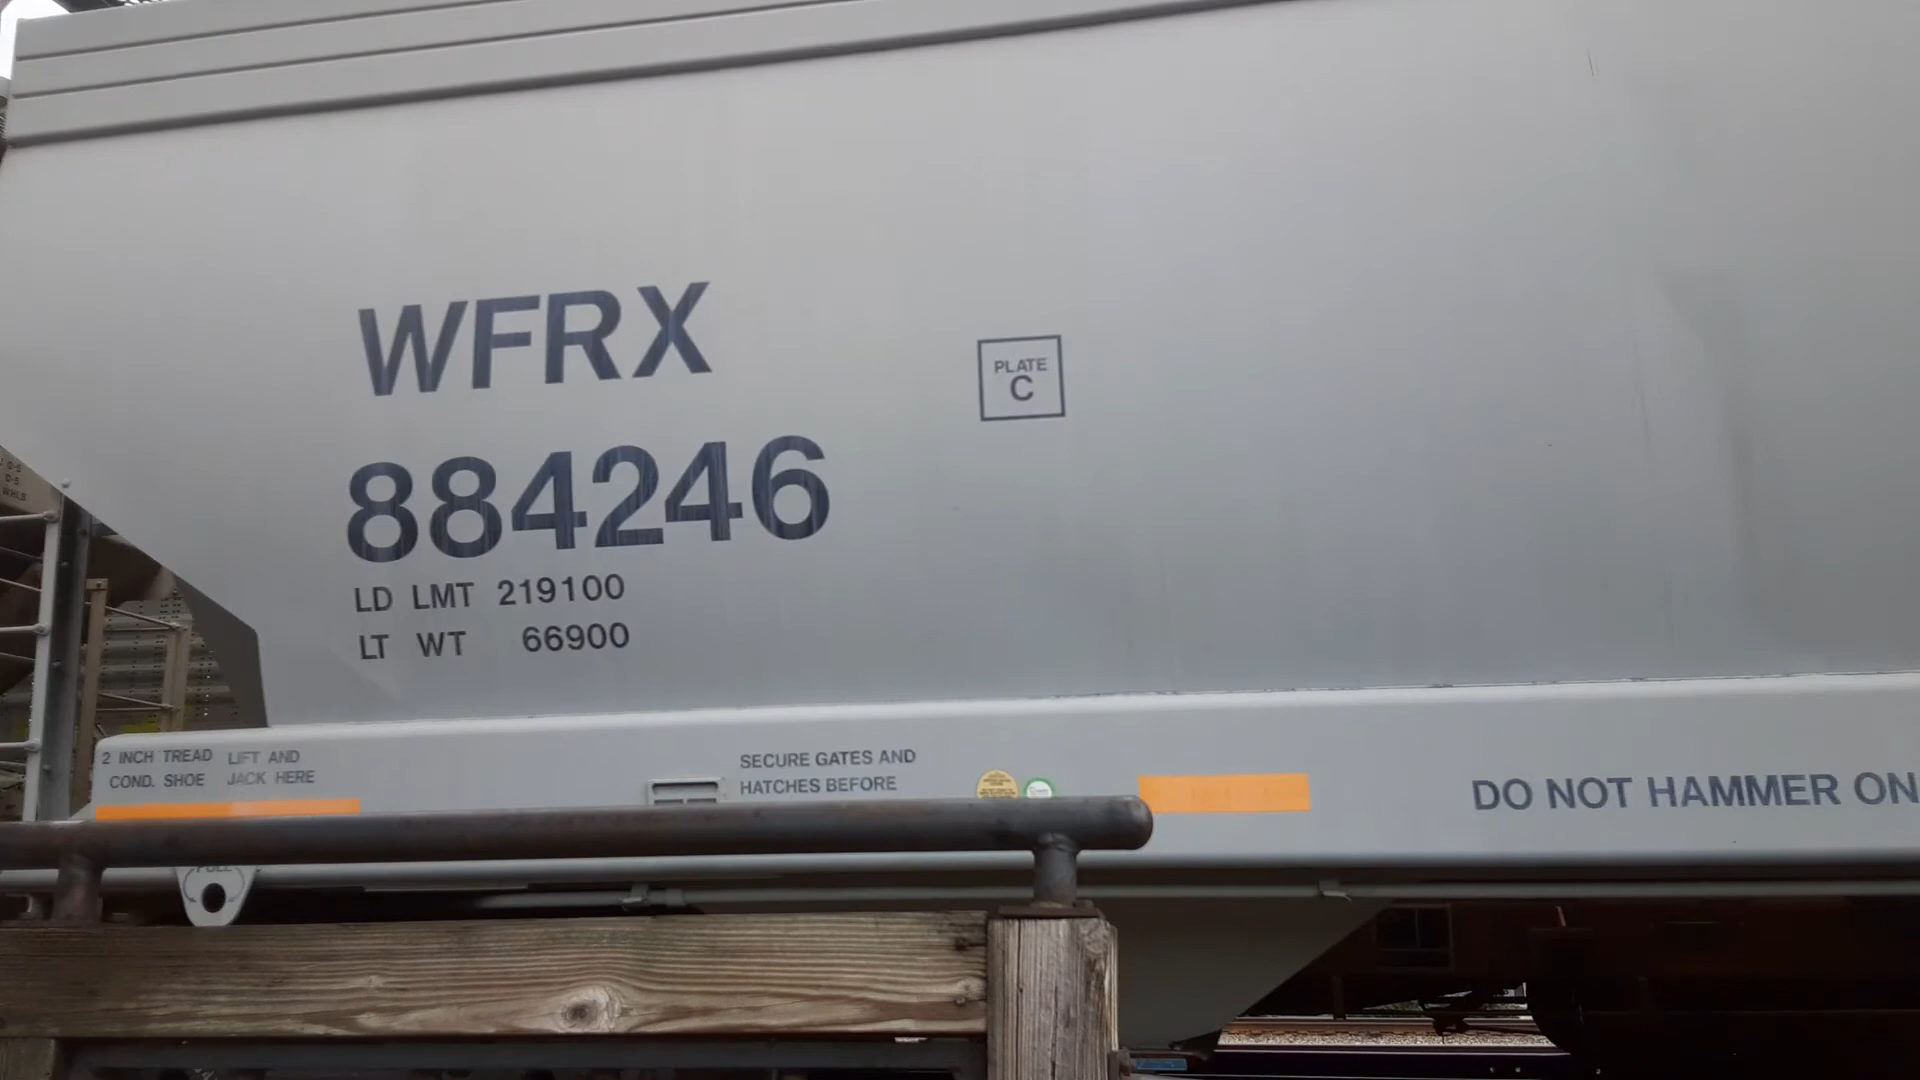 WFRX
884246
LD LMT 219100
LT WT 66900
PLATE
C
2 INCH TREAD
COND. SHOE
LIFT AND
JACK HERE
SECURE GATES AND
HATCHES BEFORE
DO NOT HAMMER ON